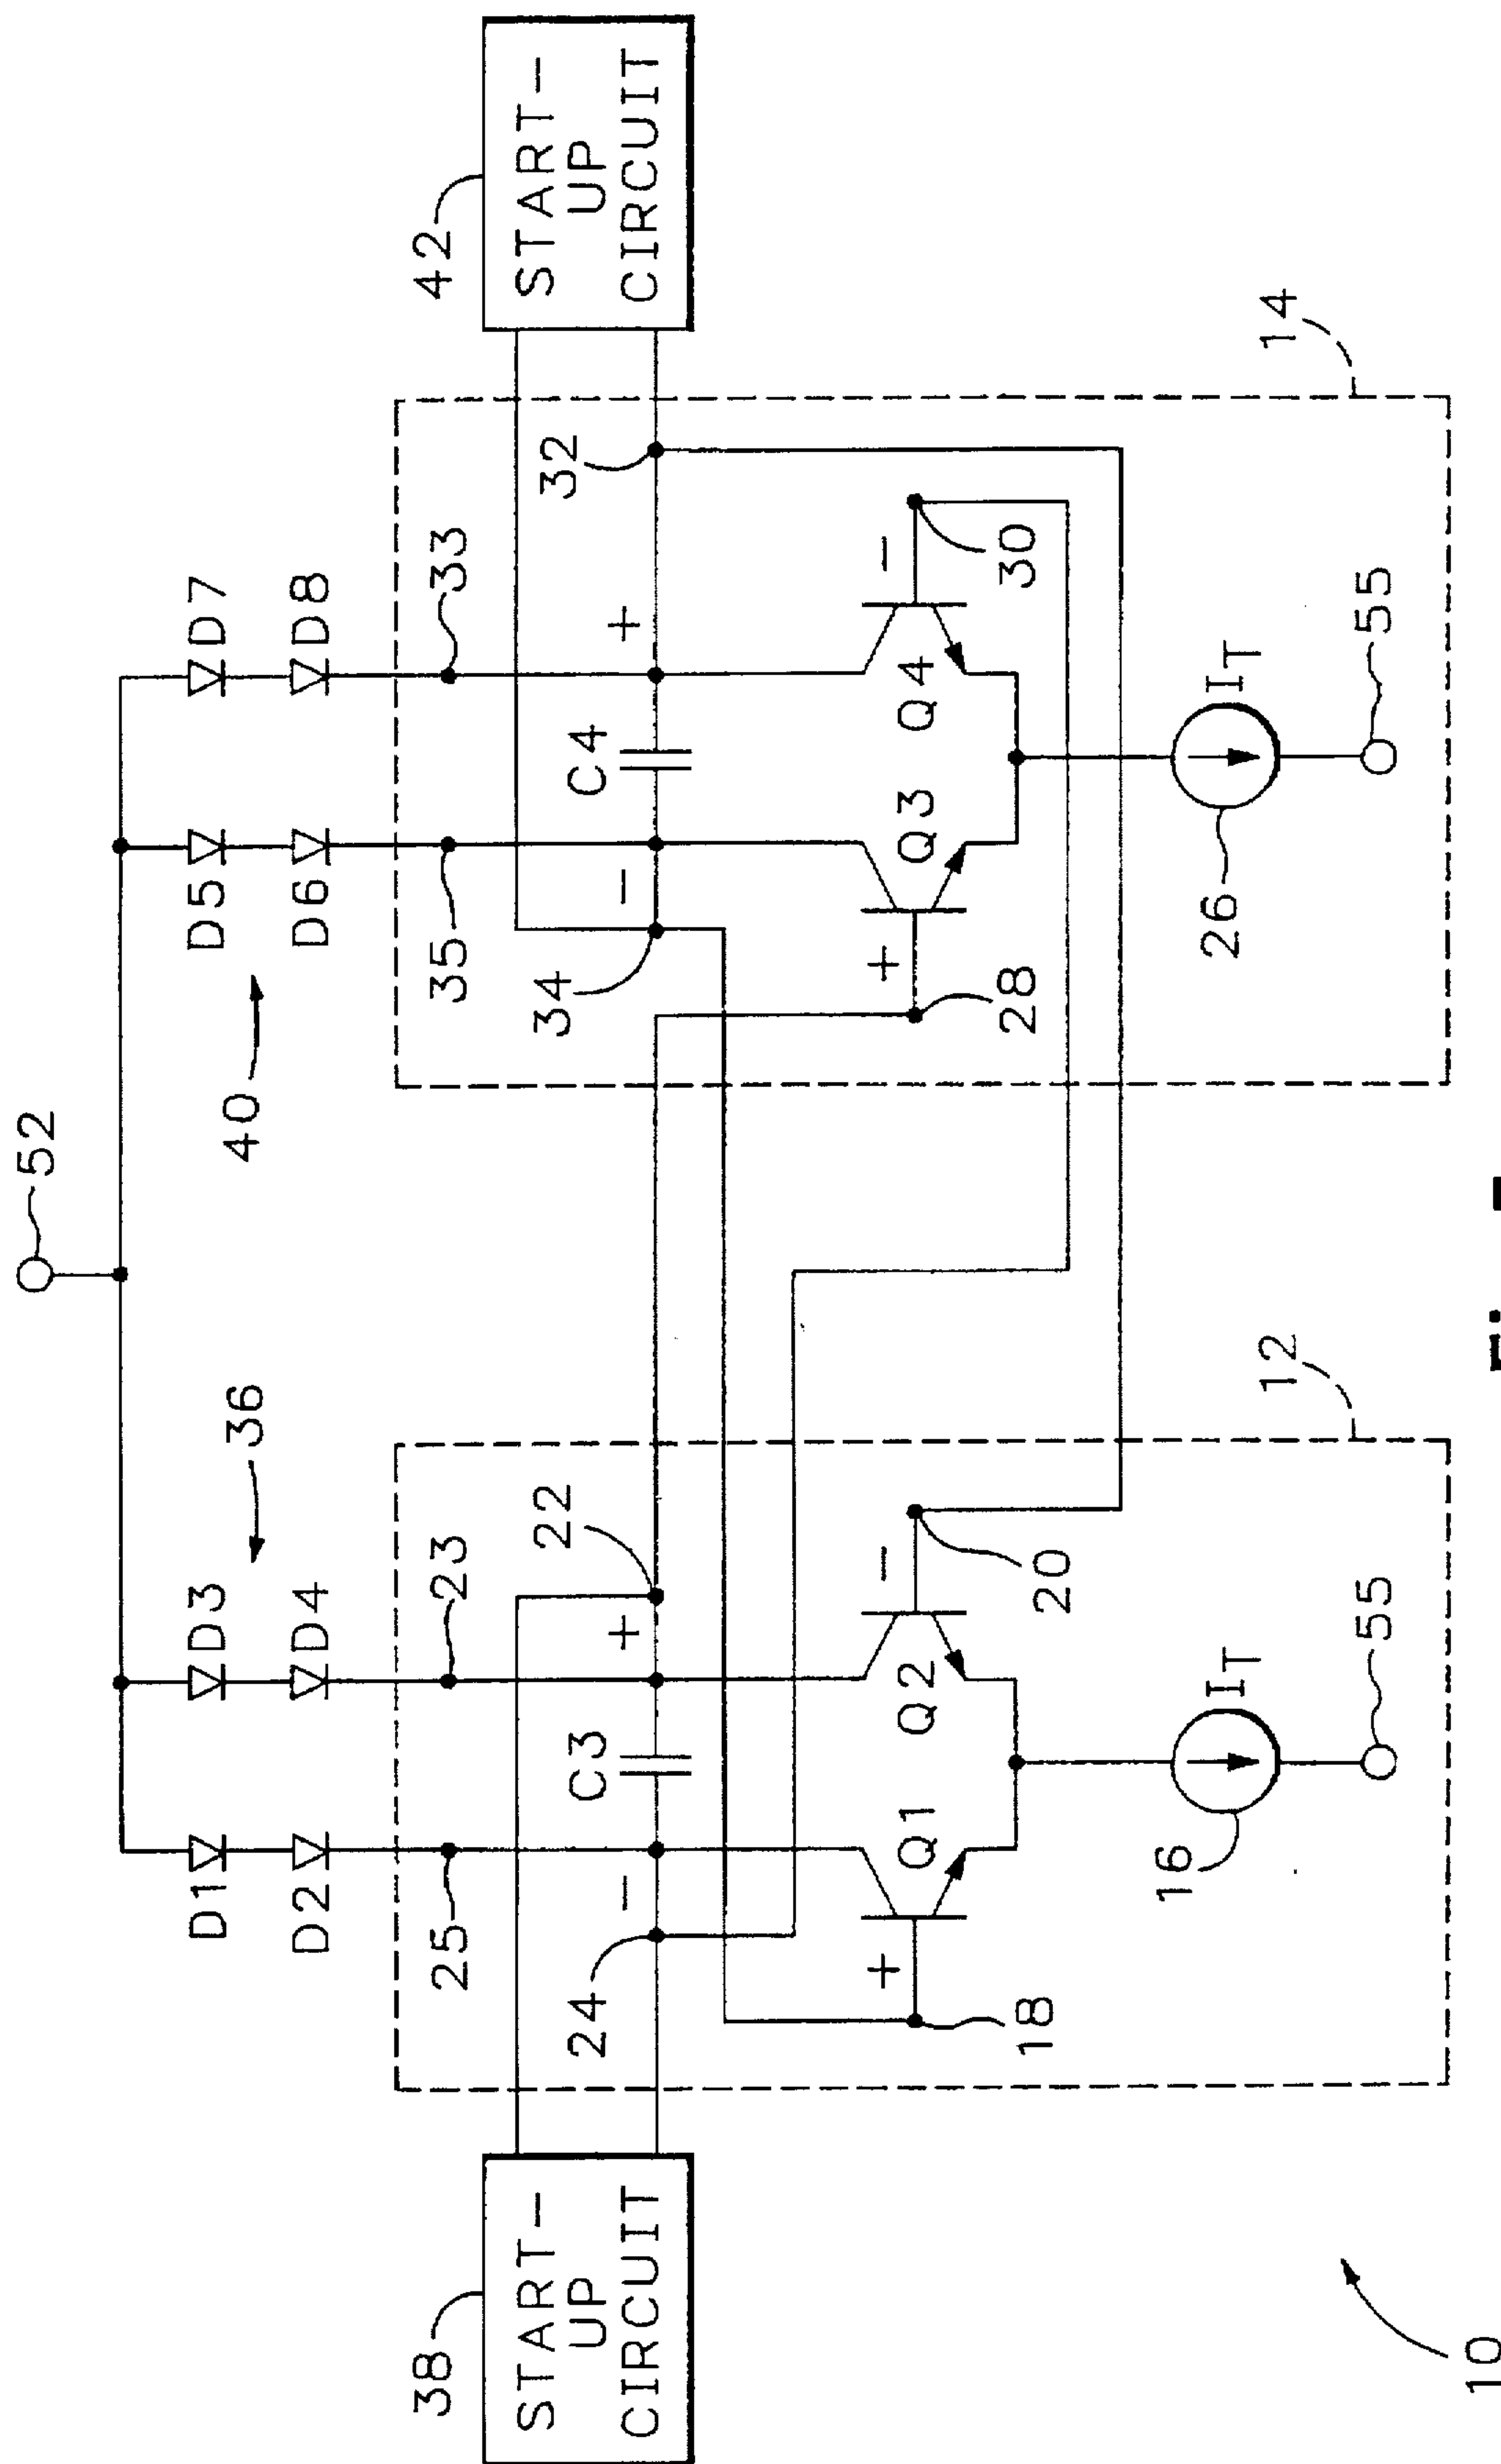 52
36
40
D1
D2
D3
D4
D5
D6
D7
D8
38
START-
UP
CIRCUIT
42
START-
UP
CIRCUIT
25
23
35
33
24
-
C3
+
22
34
-
C4
+
32
+
Q1
Q2
-
+
Q3
Q4
-
18
20
28
30
16
IT
26
IT
55
55
12
14
10